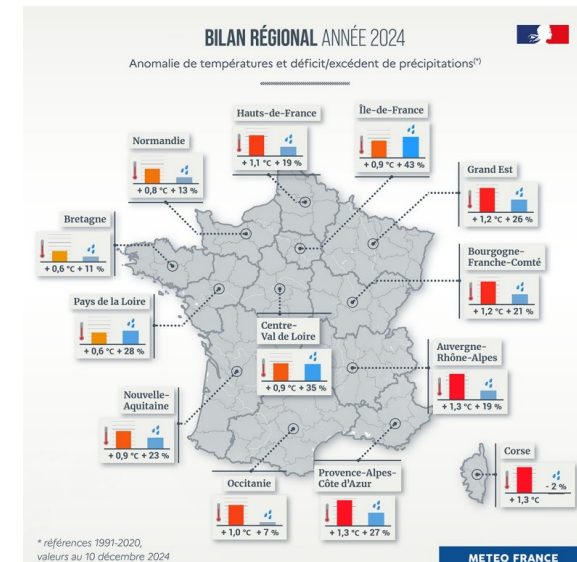 BILAN RÉGIONAL ANNÉE 2024
Anomalie de températures et déficit/excédent de précipitations(*)
Hauts-de-France
+ 1,1 °C + 19 %
Île-de-France
+ 0,9 °C + 43 %
Normandie
+ 0,8 °C + 13 %
Grand Est
+ 1,2 °C + 26 %
Bretagne
+ 0,6 °C + 11 %
Bourgogne-
Franche-Comté
+ 1,2 °C + 21 %
Pays de la Loire
+ 0,6 °C + 28 %
Centre-
Val de Loire
+ 0,9 °C + 35 %
Auvergne-
Rhône-Alpes
+ 1,3 °C + 19 %
Nouvelle-
Aquitaine
+ 0,9 °C + 23 %
Occitanie
+ 1,0 °C + 7 %
Provence-Alpes-
Côte d'Azur
+ 1,3 °C + 27 %
Corse
- 2 %
+ 1,3 °C
* références 1991-2020,
valeurs au 10 décembre 2024
METEO FRANCE